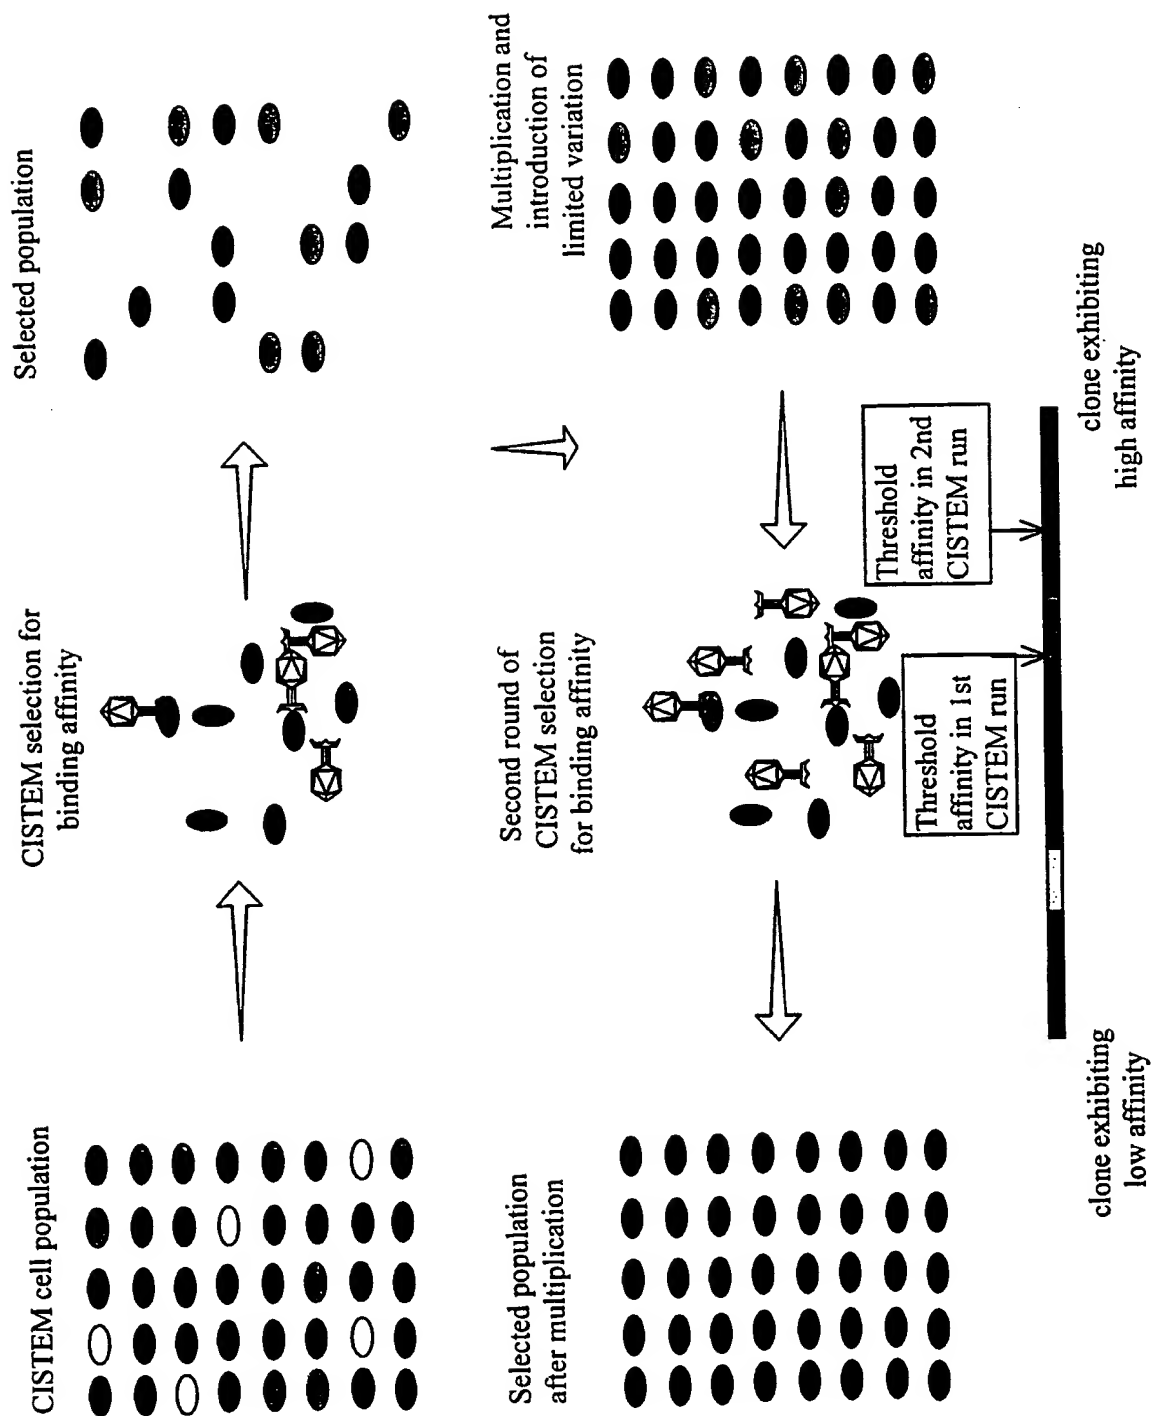 CISTEM cell population
CISTEM selection for
binding affinity
Selected population
Selected population
after multiplication
Second round of
CISTEM selection
for binding affinity
Multiplication and
introduction of
limited variation
Threshold
affinity in 1st
CISTEM run
Threshold
affinity in 2nd
CISTEM run
clone exhibiting
low affinity
clone exhibiting
high affinity